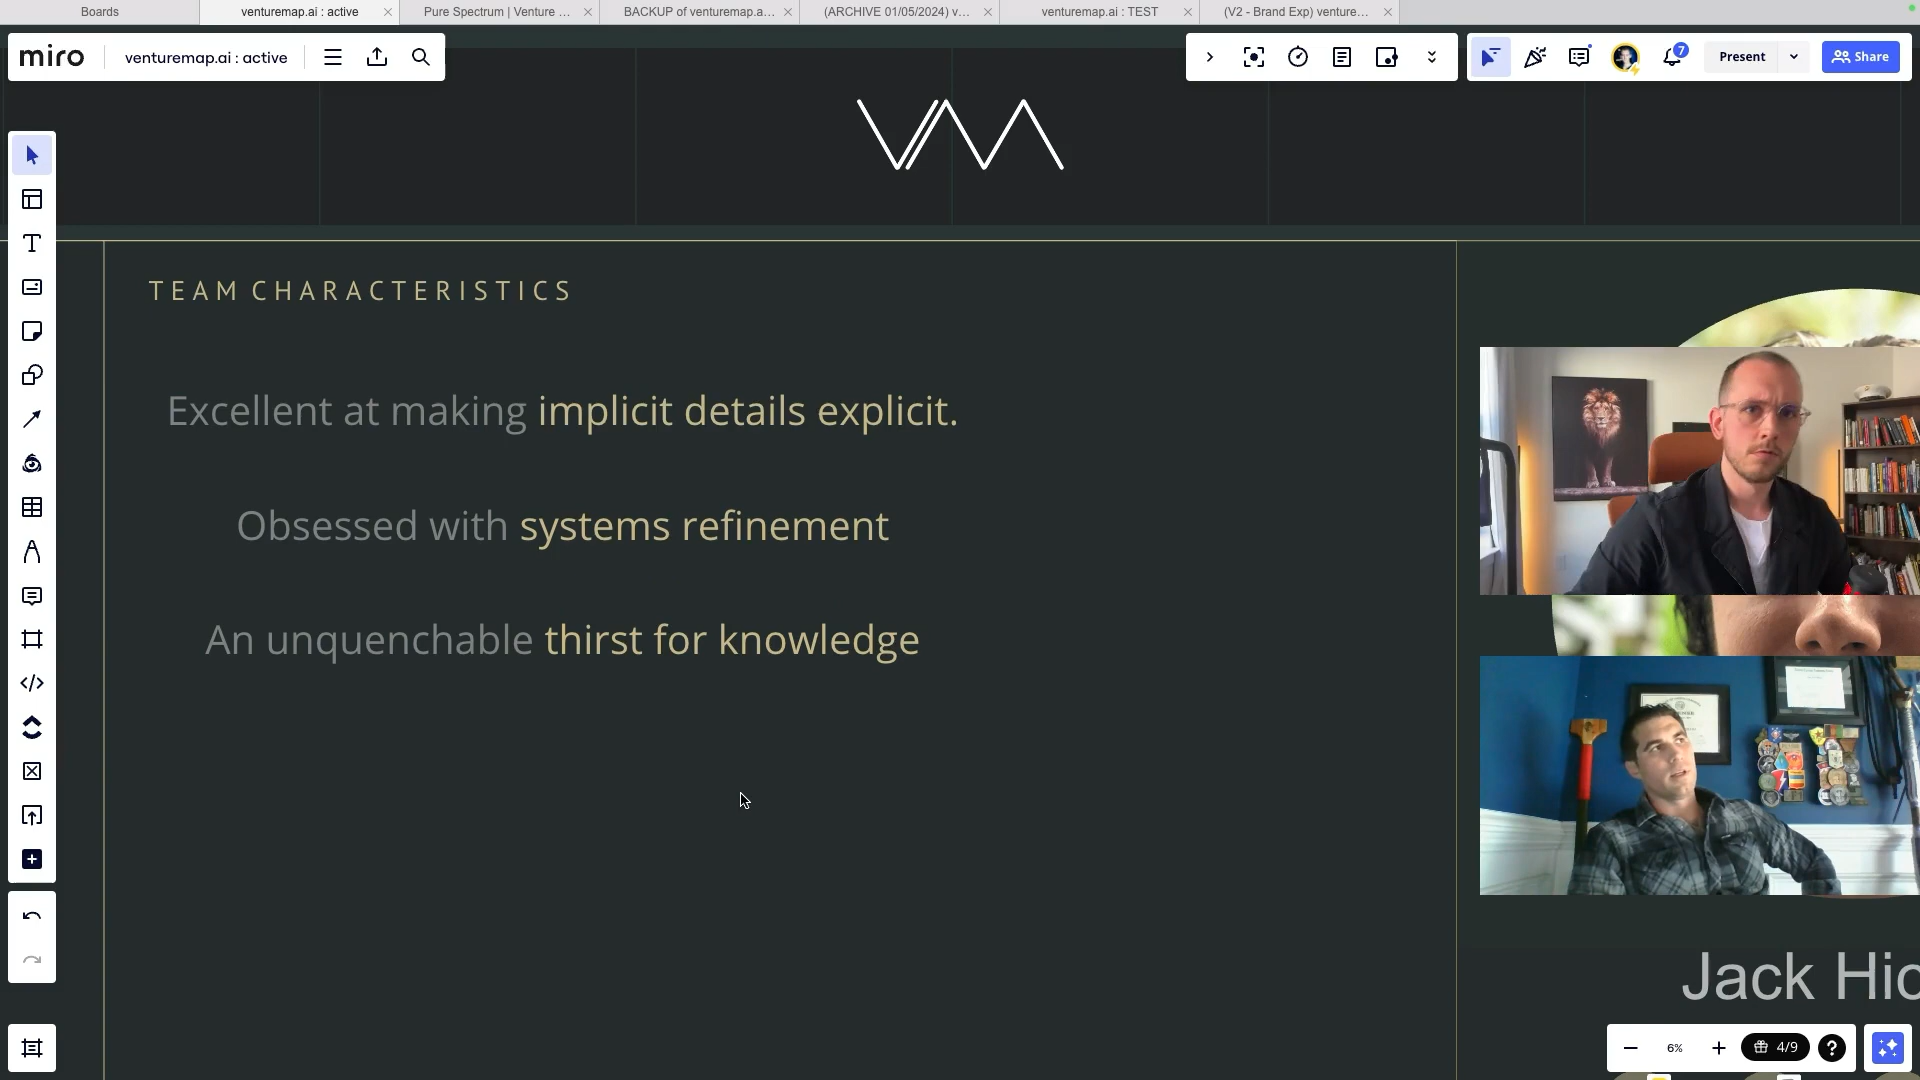 Boards
venturemap.ai : active
Pure Spectrum | Venture ...
BACKUP of venturemap.a...
(ARCHIVE 01/05/2024) v...
venturemap.ai : TEST
(V2 - Brand Exp) venture...
miro
venturemap.ai : active
7
Present
Share
TEAM CHARACTERISTICS
Excellent at making implicit details explicit.
Obsessed with systems refinement
An unquenchable thirst for knowledge
Jack Hic
6%
4/9
?